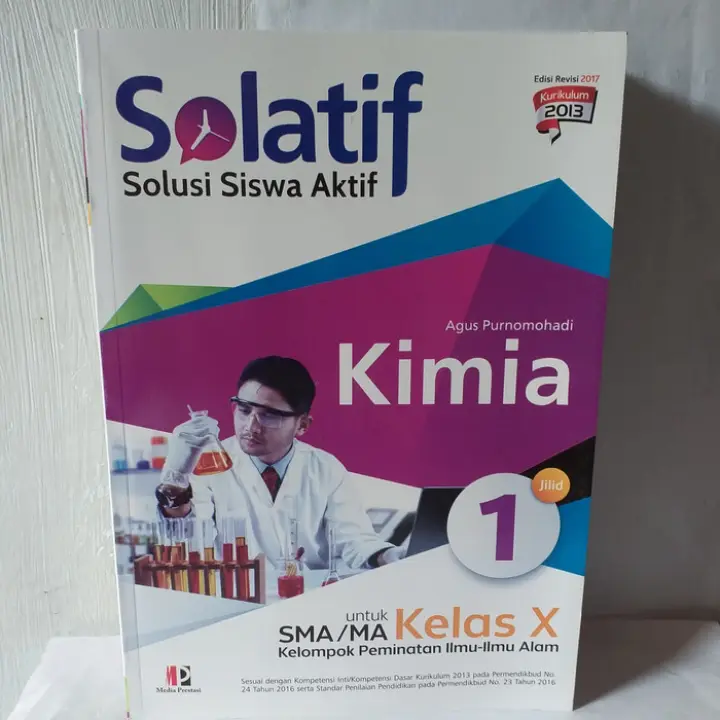 Solatif
Solusi Siswa Aktif
Edisi Revisi 2017
Kurikulum
2013
Agus Purnomohadi
Kimia
Jilid
1
untuk
SMA/MA Kelas X
Kelompok Peminatan Ilmu-Ilmu Alam
MP
Media Prestasi
Sesuai dengan Kompetensi Inti/Kompetensi Dasar Kurikulum 2013 pada Permendikbud No.
24 Tahun 2016 serta Standar Penilaian Pendidikan pada Permendikbud No. 23 Tahun 2016